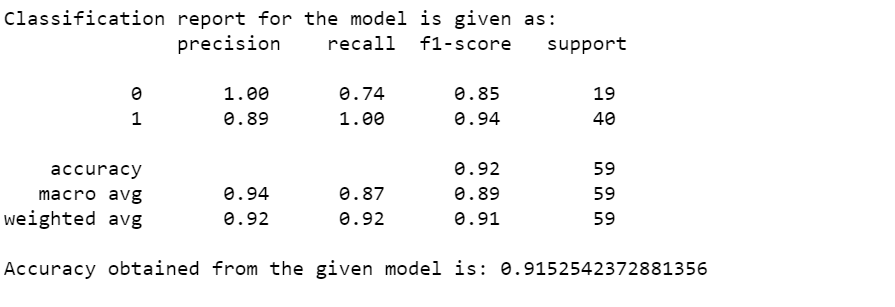 Classification report for the model is given as:
precision recall f1-score support
0 1.00 0.74 0.85 19
1 0.89 1.00 0.94 40
accuracy 0.92 59
macro avg 0.94 0.87 0.89 59
weighted avg 0.92 0.92 0.91 59
Accuracy obtained from the given model is: 0.9152542372881356